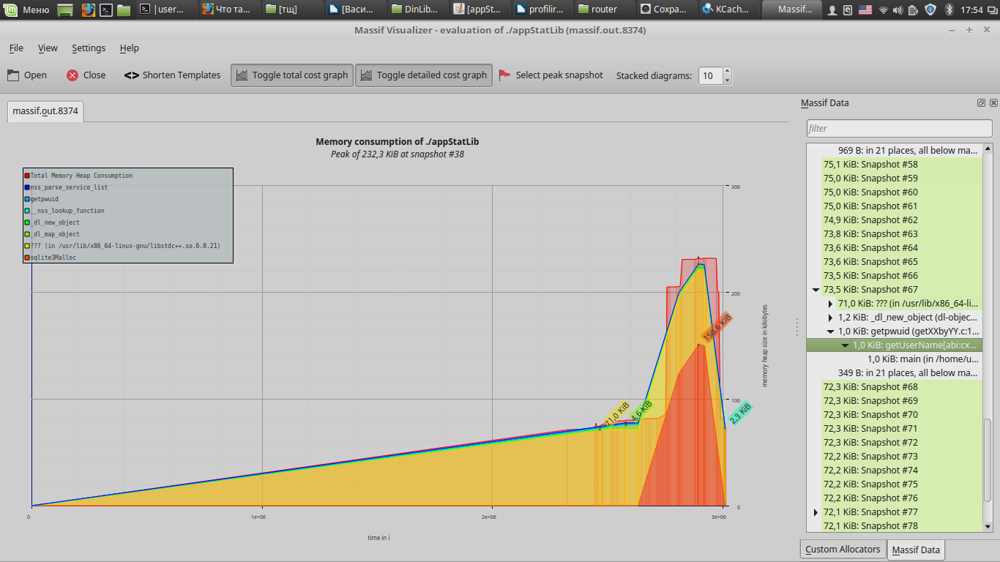 Меню
|user...
Что та...
[тщ]
[Васи...
DinLib...
[appSt...
profilir...
router
Сохра...
KCach...
Massif...
17:54
Massif Visualizer - evaluation of ./appStatLib (massif.out.8374)
File View Settings Help
Open Close <> Shorten Templates Toggle total cost graph Toggle detailed cost graph Select peak snapshot Stacked diagrams: 10
massif.out.8374
Memory consumption of ./appStatLib
Peak of 232,3 KiB at snapshot #38
Total Memory Heap Consumption
nss_parse_service_list
getpwuid
__nss_lookup_function
_dl_new_object
_dl_map_object
??? (in /usr/lib/x86_64-linux-gnu/libstdc++.so.6.0.21)
sqlite3Malloc
300
200
100
0
memory heap size in kilobytes
150,6 KiB
71,0 KiB
4,6 KiB
2,3 KiB
0
1e+06
2e+06
3e+06
time in i
Massif Data
filter
969 B: in 21 places, all below ma...
75,1 KiB: Snapshot #58
75,0 KiB: Snapshot #59
75,0 KiB: Snapshot #60
75,0 KiB: Snapshot #61
74,9 KiB: Snapshot #62
73,8 KiB: Snapshot #63
73,6 KiB: Snapshot #64
73,6 KiB: Snapshot #65
73,5 KiB: Snapshot #66
73,5 KiB: Snapshot #67
71,0 KiB: ??? (in /usr/lib/x86_64-li...
1,2 KiB: _dl_new_object (dl-objec...
1,0 KiB: getpwuid (getXXbyYY.c:1...
1,0 KiB: getUserName[abi:cx...
1,0 KiB: main (in /home/u...
349 B: in 21 places, all below ma...
72,3 KiB: Snapshot #68
72,3 KiB: Snapshot #69
72,3 KiB: Snapshot #70
72,3 KiB: Snapshot #71
72,3 KiB: Snapshot #72
72,2 KiB: Snapshot #73
72,2 KiB: Snapshot #74
72,2 KiB: Snapshot #75
72,2 KiB: Snapshot #76
72,1 KiB: Snapshot #77
72,1 KiB: Snapshot #78
Custom Allocators
Massif Data